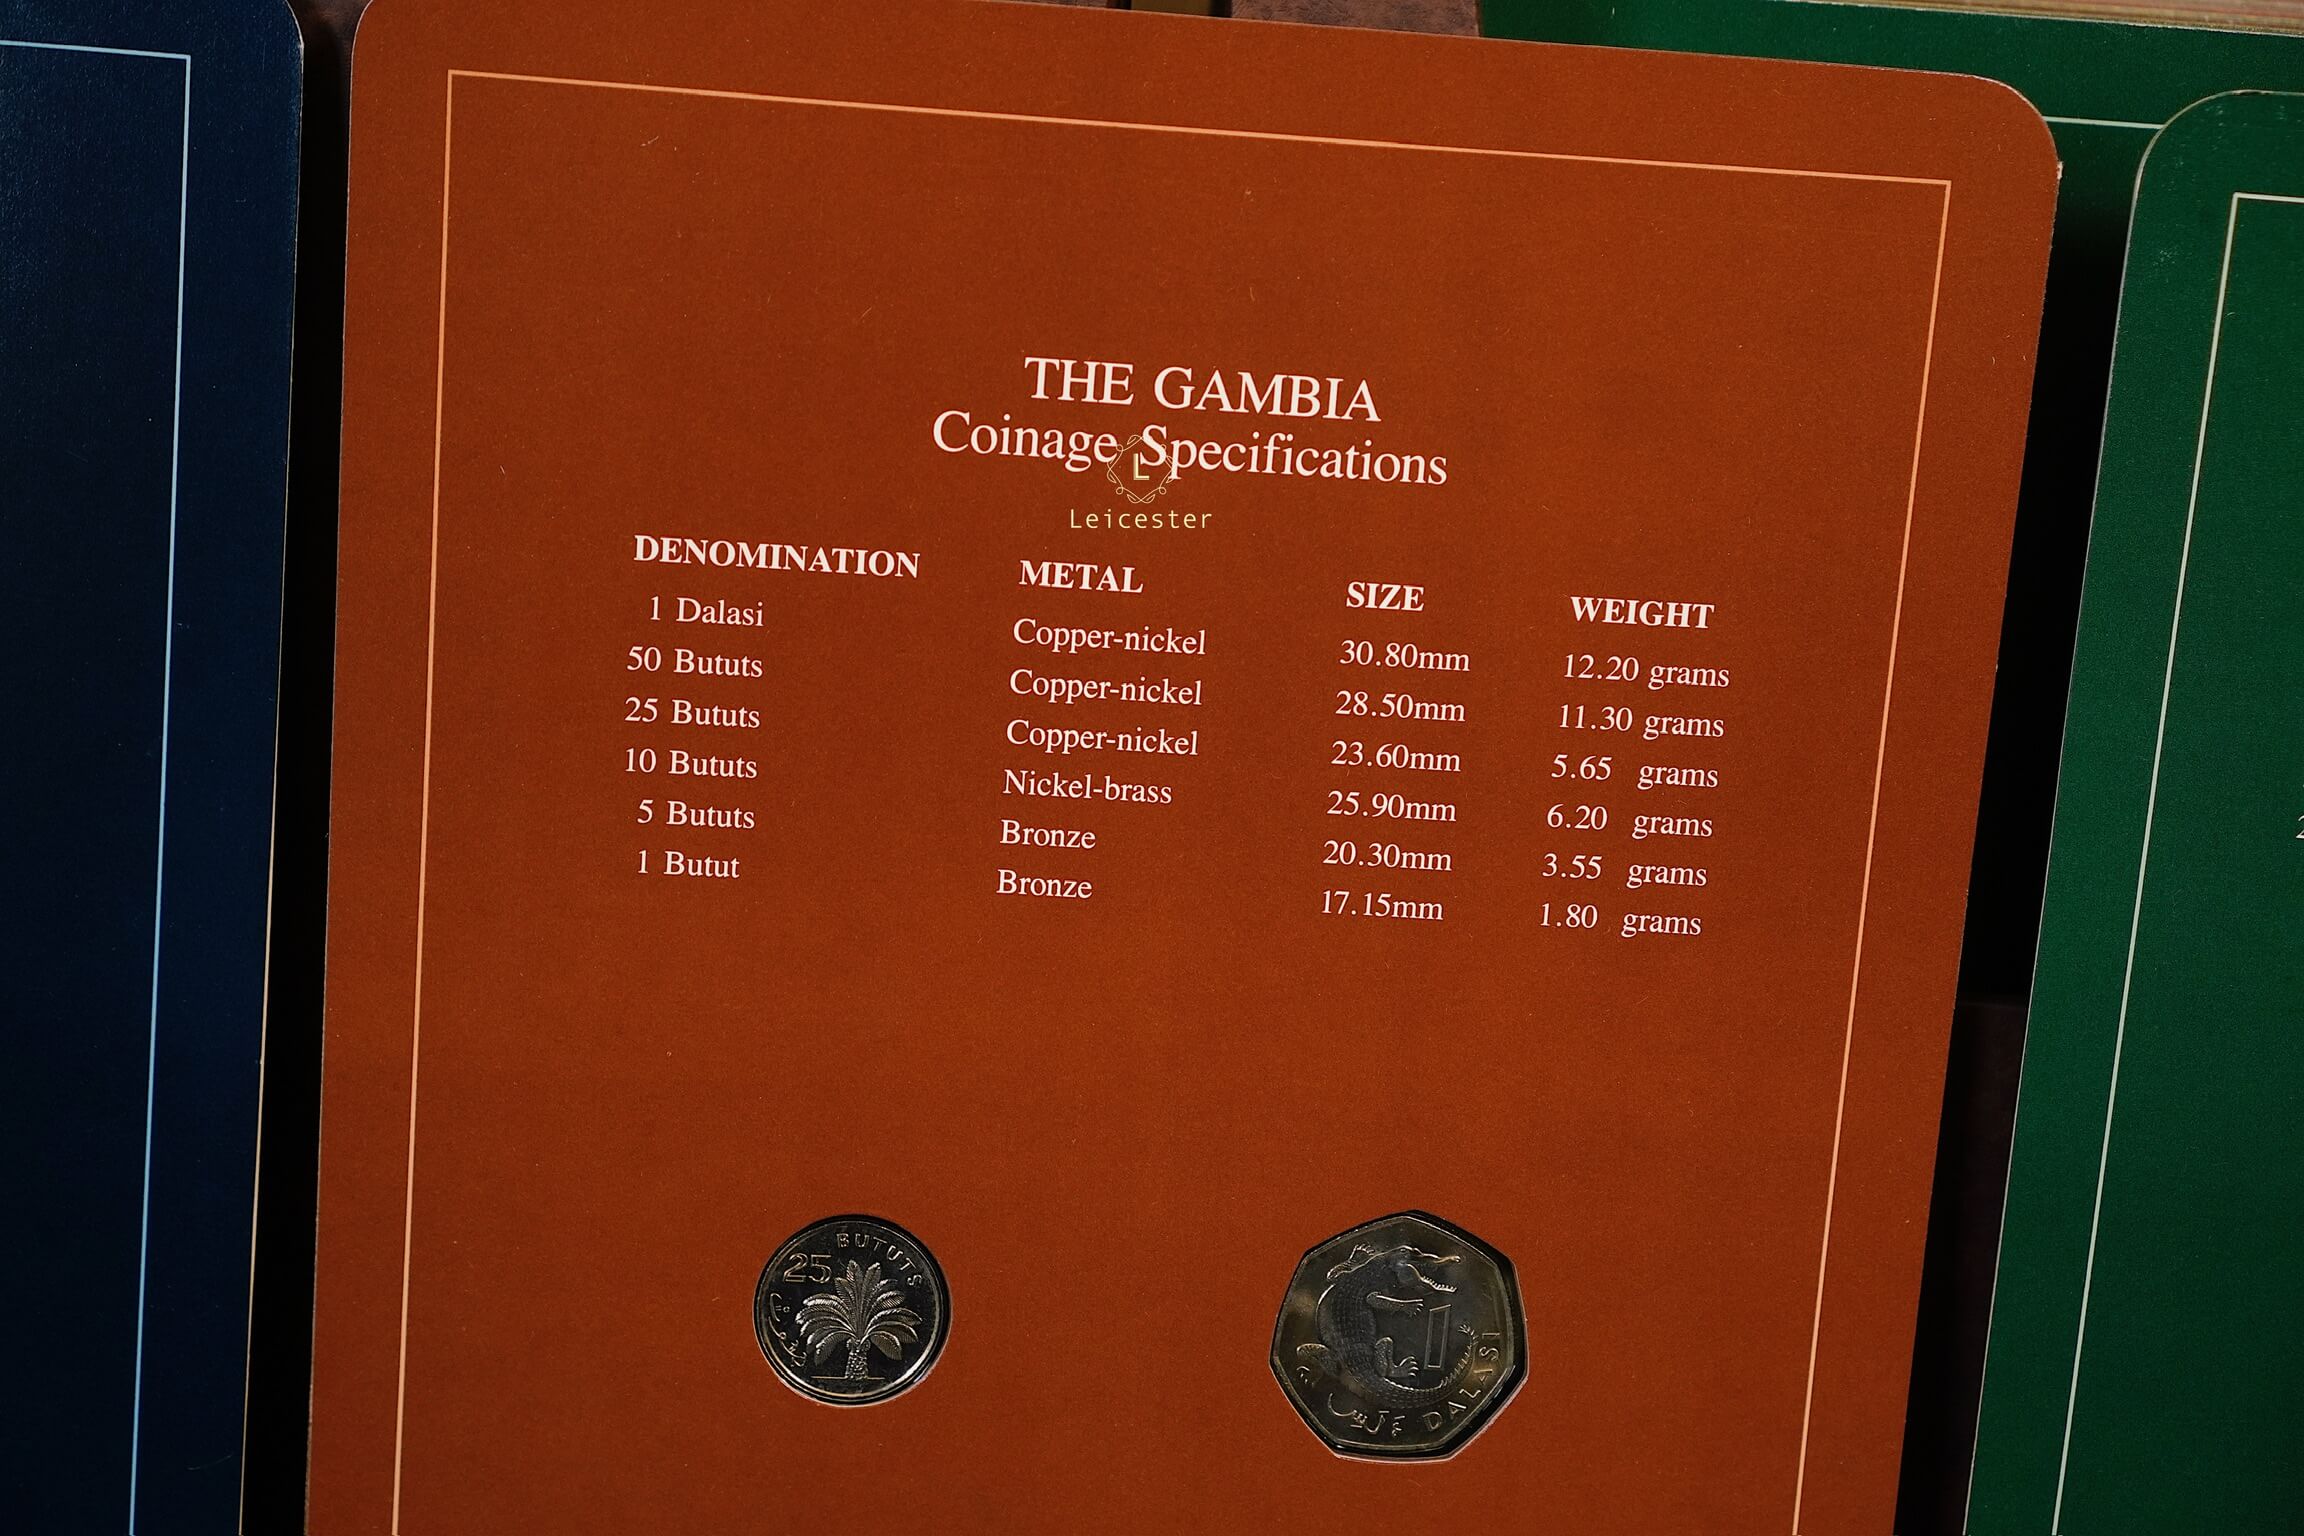 THE GAMBIA
Coinage Specifications
L
Leicester
DENOMINATION METAL SIZE WEIGHT
1 Dalasi Copper-nickel 30.80mm 12.20 grams
50 Bututs Copper-nickel 28.50mm 11.30 grams
25 Bututs Copper-nickel 23.60mm 5.65 grams
10 Bututs Nickel-brass 25.90mm 6.20 grams
5 Bututs Bronze 20.30mm 3.55 grams
1 Butut Bronze 17.15mm 1.80 grams
25 BUTUTS
1 DALASI